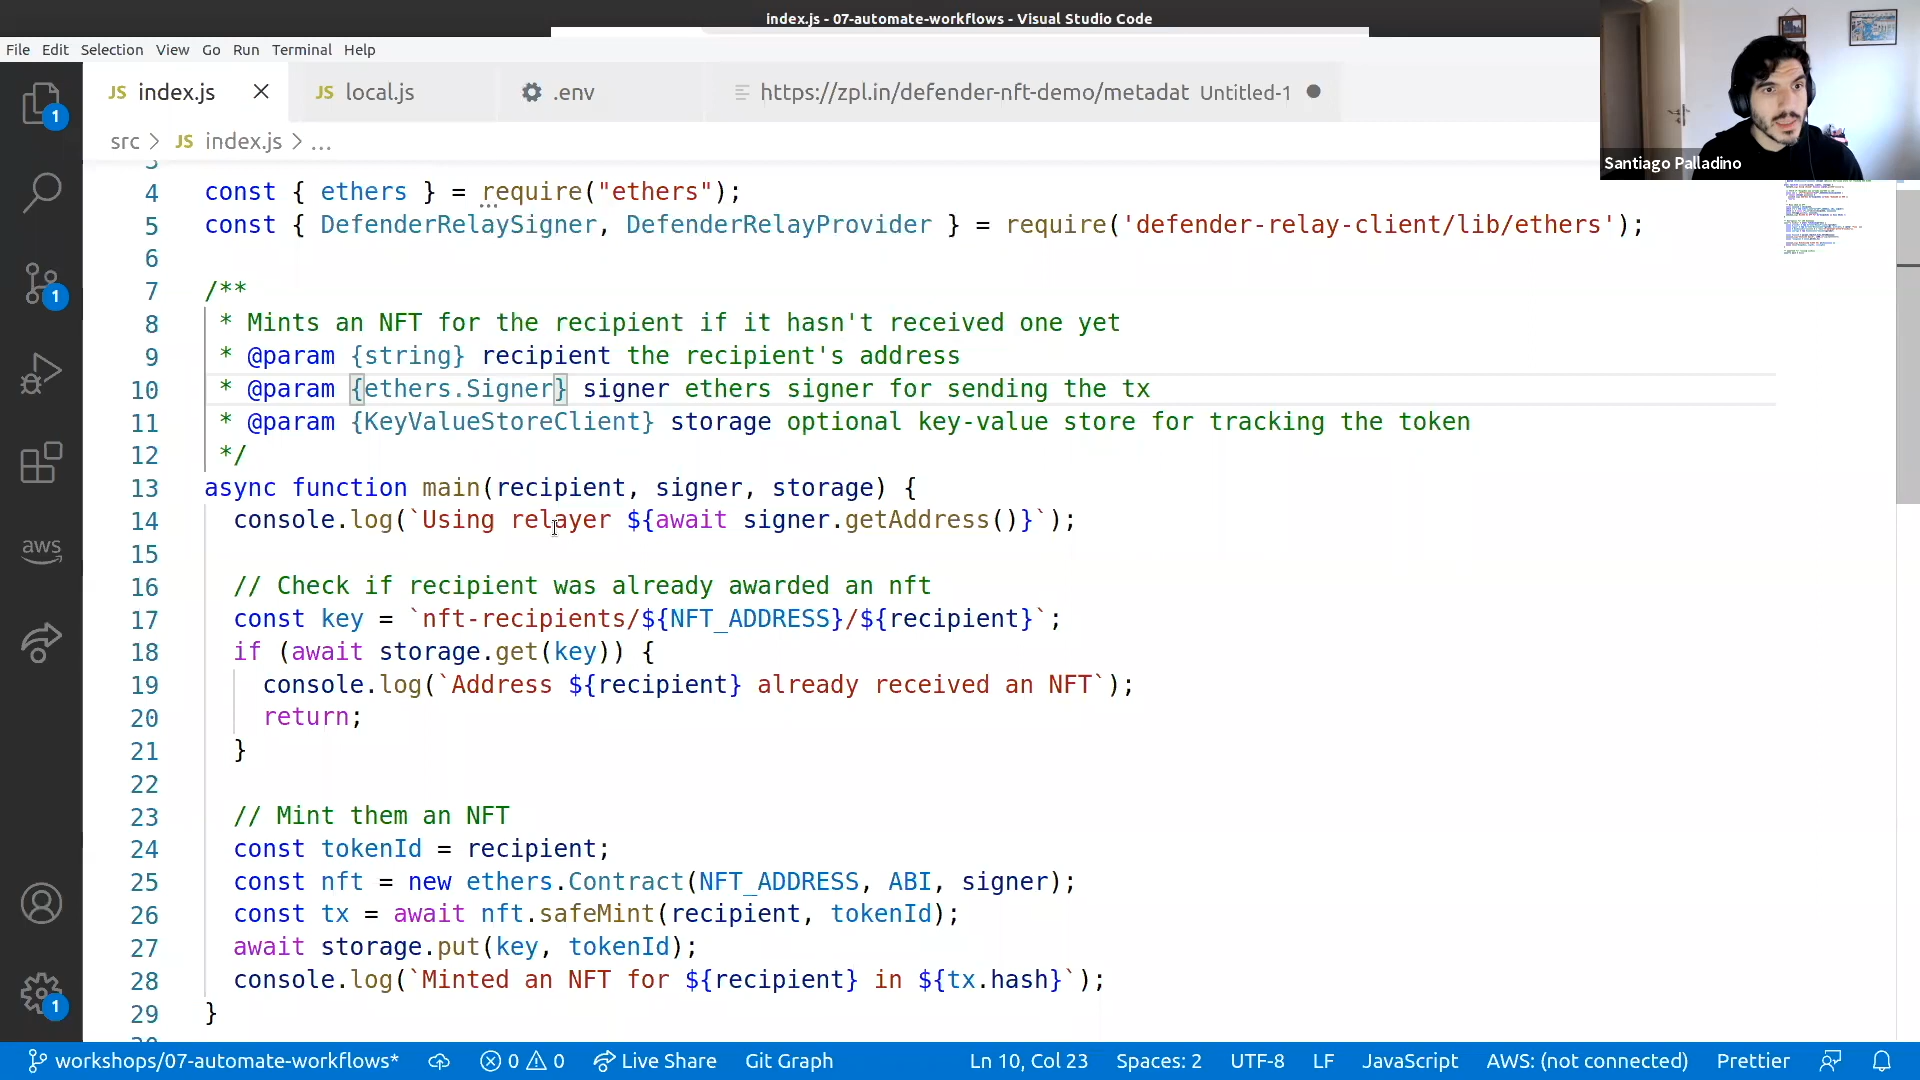 index.js - 07-automate-workflows - Visual Studio Code
File Edit Selection View Go Run Terminal Help
JS index.js
JS local.js
.env
https://zpl.in/defender-nft-demo/metadat Untitled-1
Santiago Palladino
src > JS index.js > ...
4 const { ethers } = require("ethers");
5 const { DefenderRelaySigner, DefenderRelayProvider } = require('defender-relay-client/lib/ethers');
6
7 /**
8 * Mints an NFT for the recipient if it hasn't received one yet
9 * @param {string} recipient the recipient's address
10 * @param {ethers.Signer} signer ethers signer for sending the tx
11 * @param {KeyValueStoreClient} storage optional key-value store for tracking the token
12 */
13 async function main(recipient, signer, storage) {
14 console.log(`Using relayer ${await signer.getAddress()}`);
15
16 // Check if recipient was already awarded an nft
17 const key = `nft-recipients/${NFT_ADDRESS}/${recipient}`;
18 if (await storage.get(key)) {
19 console.log(`Address ${recipient} already received an NFT`);
20 return;
21 }
22
23 // Mint them an NFT
24 const tokenId = recipient;
25 const nft = new ethers.Contract(NFT_ADDRESS, ABI, signer);
26 const tx = await nft.safeMint(recipient, tokenId);
27 await storage.put(key, tokenId);
28 console.log(`Minted an NFT for ${recipient} in ${tx.hash}`);
29 }
1
1
aws
1
workshops/07-automate-workflows* 0 0 Live Share Git Graph Ln 10, Col 23 Spaces: 2 UTF-8 LF JavaScript AWS: (not connected) Prettier